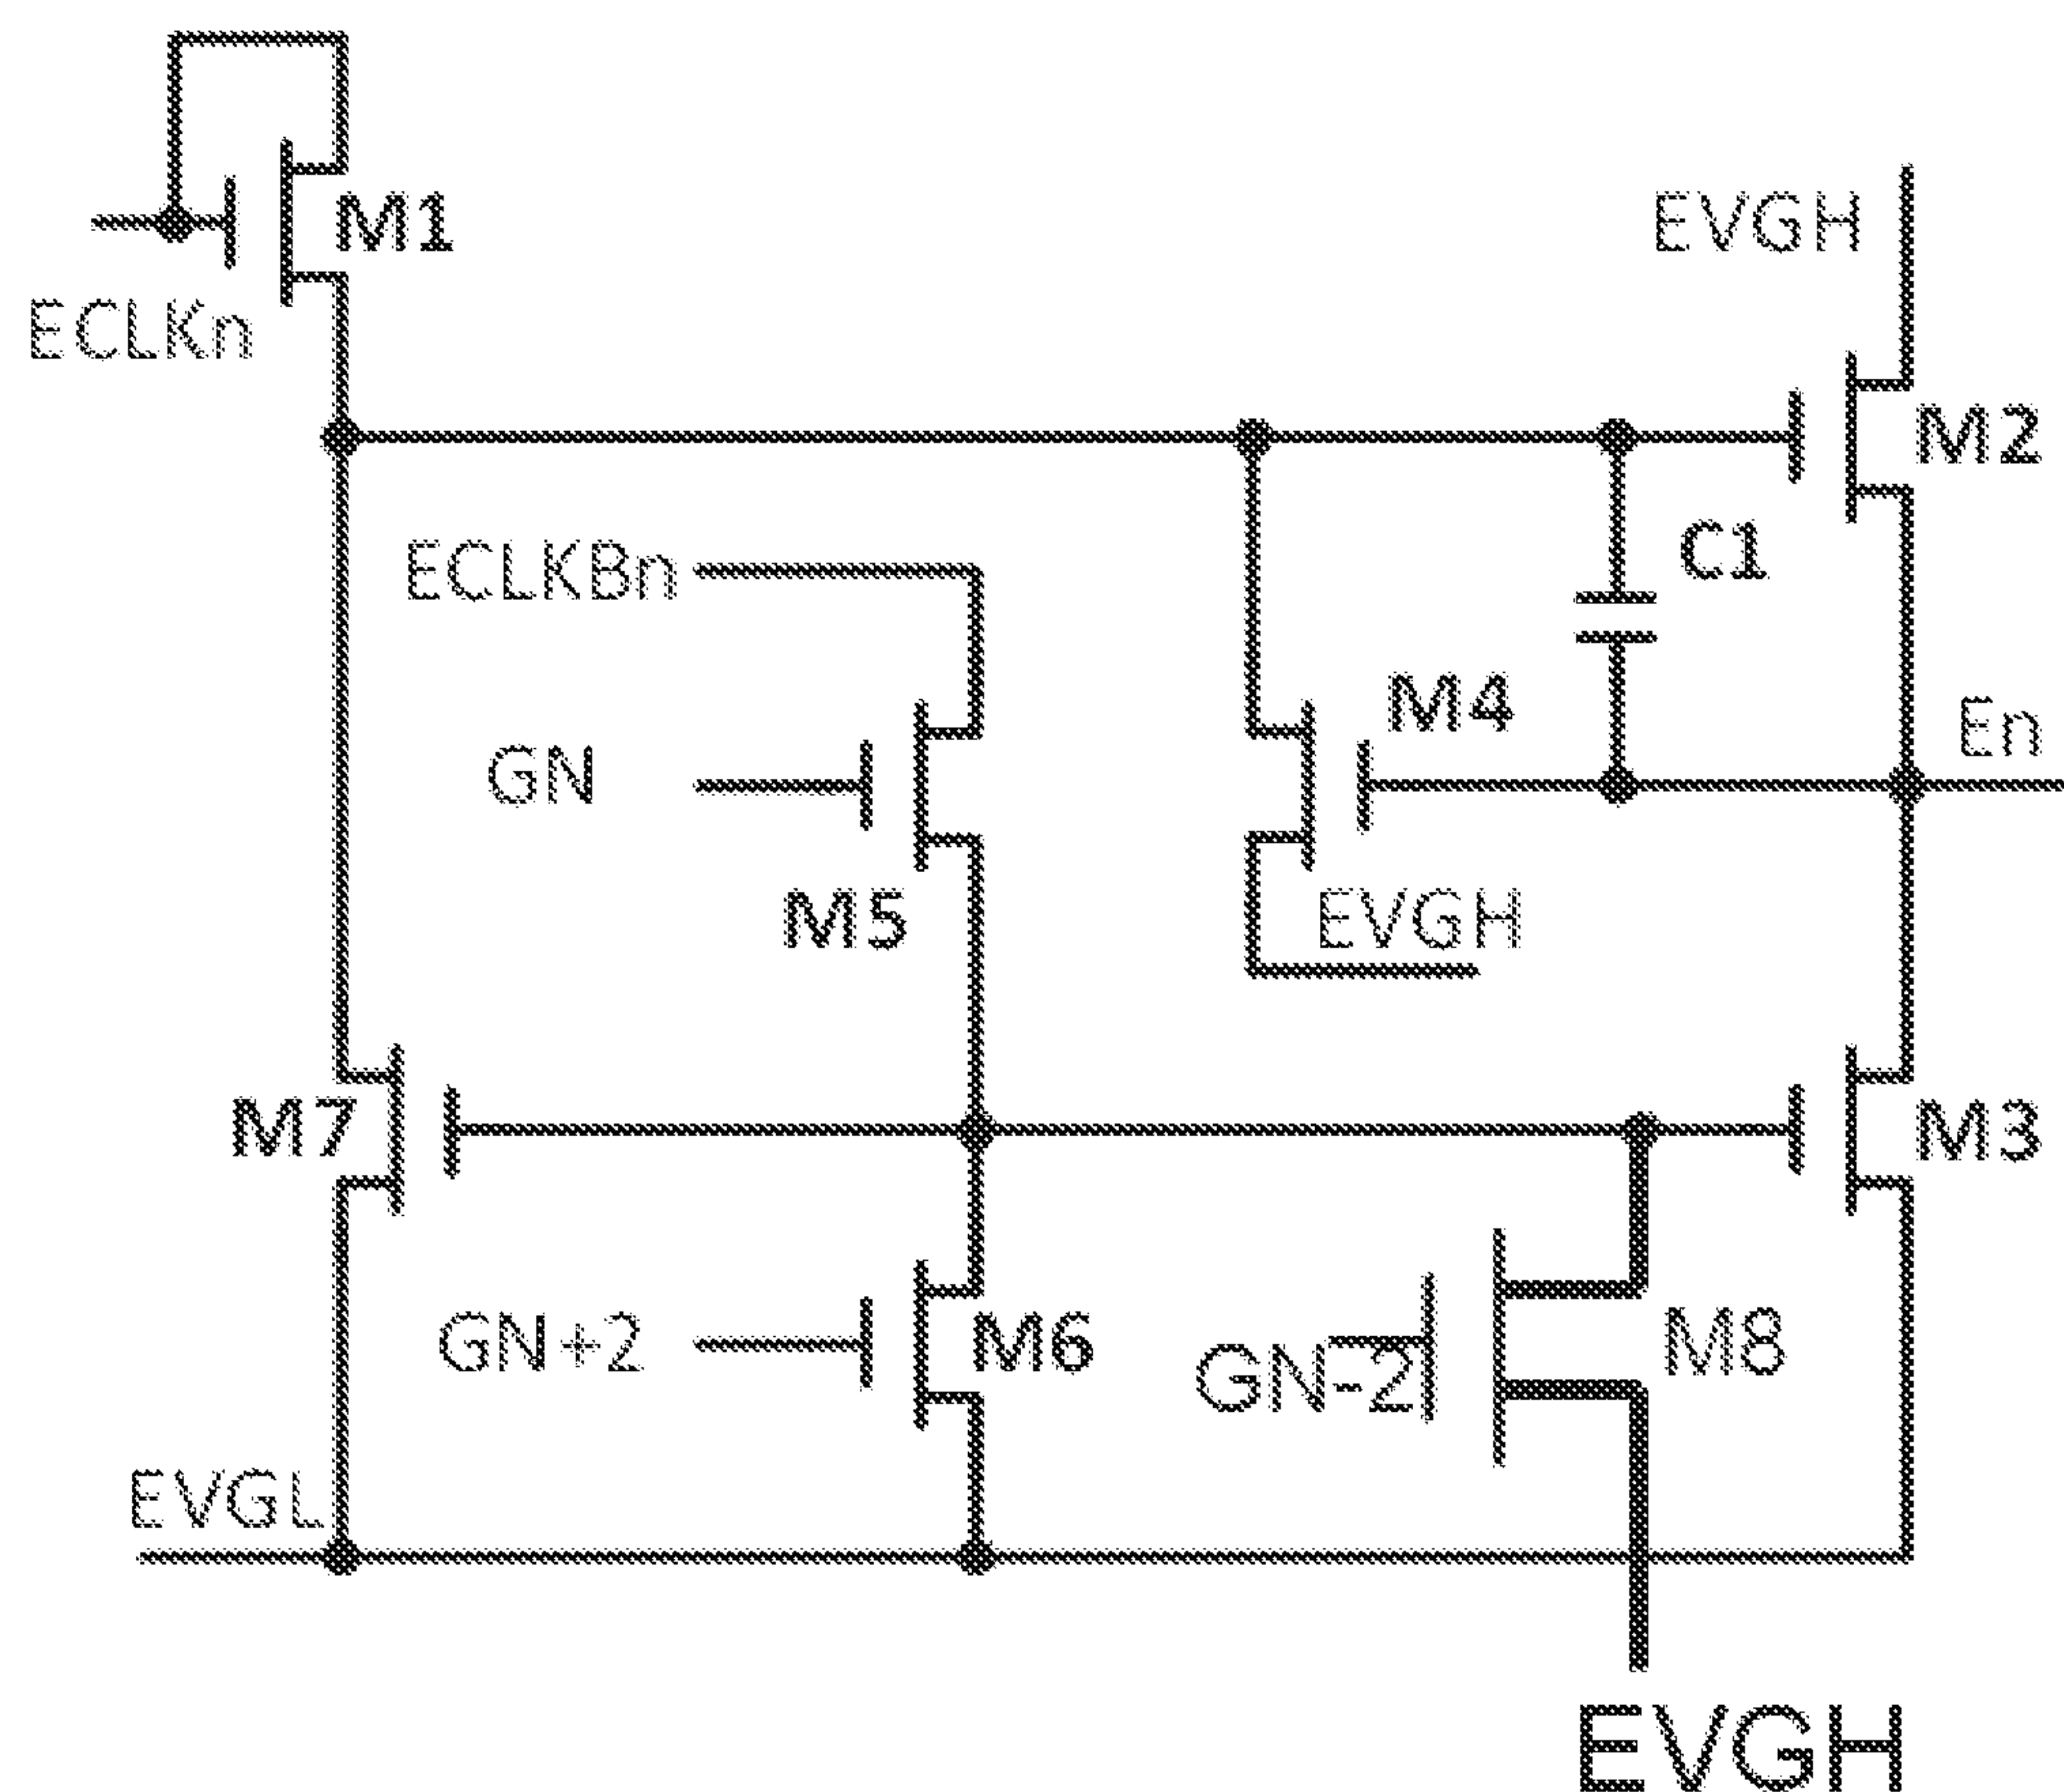 M1
EVGH
ECLKn
M2
C1
ECLKBn
M4
En
GN
M5
EVGH
M7
M3
GN+2
M6
GN-2
M8
EVGL
EVGH